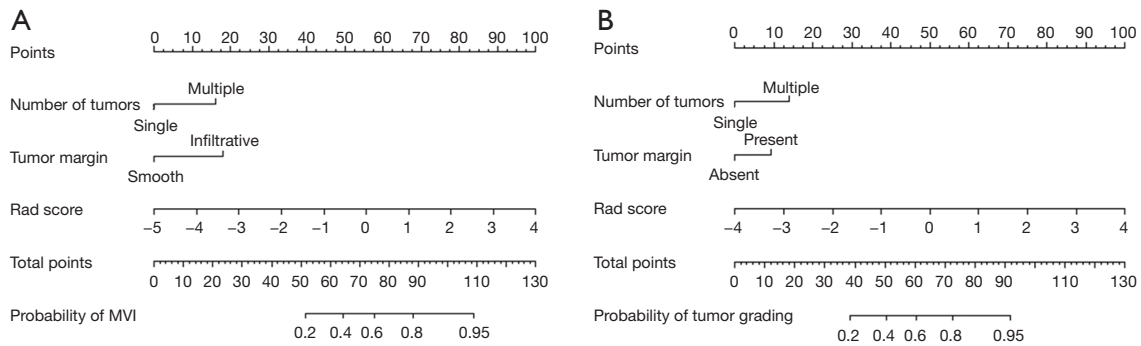 A
0 10 20 30 40 50 60 70 80 90 100
Points
Multiple
Number of tumors
Single
Infiltrative
Tumor margin
Smooth
Rad score
−5 −4 −3 −2 −1 0 1 2 3 4
Total points
0 10 20 30 40 50 60 70 80 90 110 130
Probability of MVI
0.2 0.4 0.6 0.8 0.95
B
0 10 20 30 40 50 60 70 80 90 100
Points
Multiple
Number of tumors
Single
Present
Tumor margin
Absent
Rad score
−4 −3 −2 −1 0 1 2 3 4
Total points
0 10 20 30 40 50 60 70 80 90 110 130
Probability of tumor grading
0.2 0.4 0.6 0.8 0.95